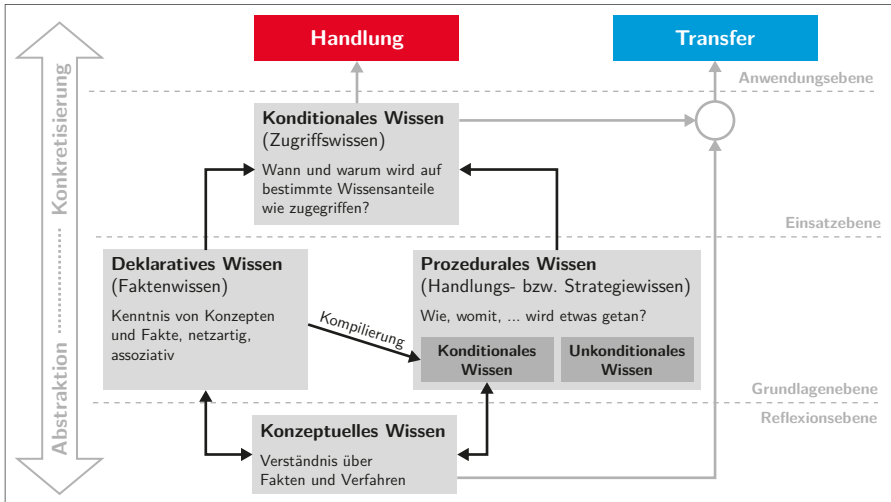 Handlung
Transfer
Anwendungsebene
Konditionales Wissen
(Zugriffswissen)
Wann und warum wird auf
bestimmte Wissensanteile
wie zugegriffen?
Einsatzebene
Deklaratives Wissen
(Faktenwissen)
Kenntnis von Konzepten
und Fakte, netzartig,
assoziativ
Kompilierung
Prozedurales Wissen
(Handlungs- bzw. Strategiewissen)
Wie, womit, ... wird etwas getan?
Konditionales
Wissen
Unkonditionales
Wissen
Grundlagenebene
Reflexionsebene
Konzeptuelles Wissen
Verständnis über
Fakten und Verfahren
Abstraktion ......... Konkretisierung